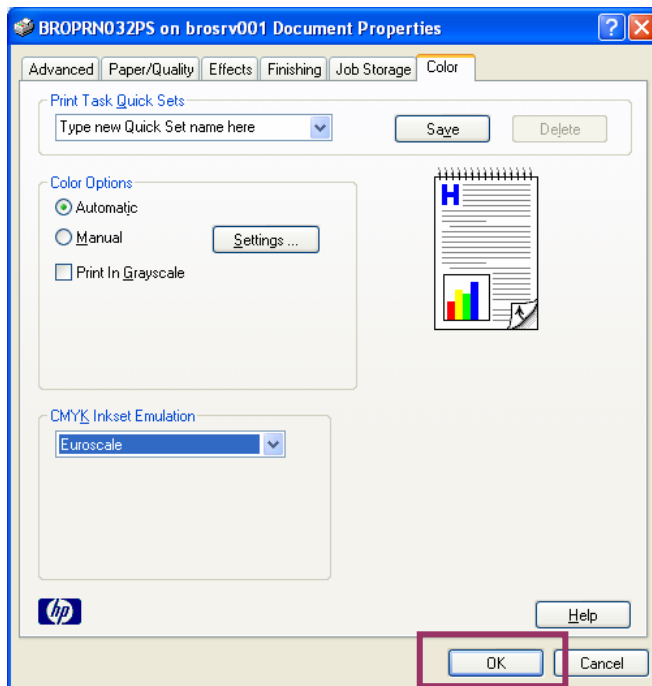 BROPRN032PS on brosrv001 Document Properties
Advanced Paper/Quality Effects Finishing Job Storage Color
Print Task Quick Sets
Type new Quick Set name here Save Delete
Color Options
Automatic
Manual Settings ...
Print In Grayscale
H
CMYK Inkset Emulation
Euroscale
hp
Help
OK Cancel